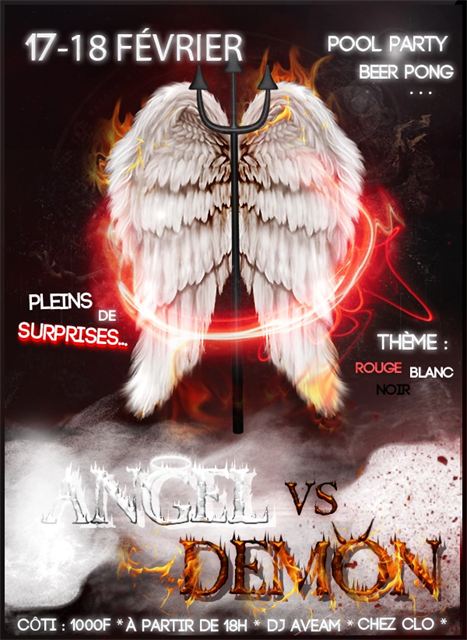 17-18 FÉVRIER
POOL PARTY
BEER PONG
...
PLEINS
DE
SURPRISES...
THÈME :
ROUGE BLANC
NOIR
ANGEL
VS
DEMON
CÔTI : 1000F * À PARTIR DE 18H * DJ AVEAM * CHEZ CLO *